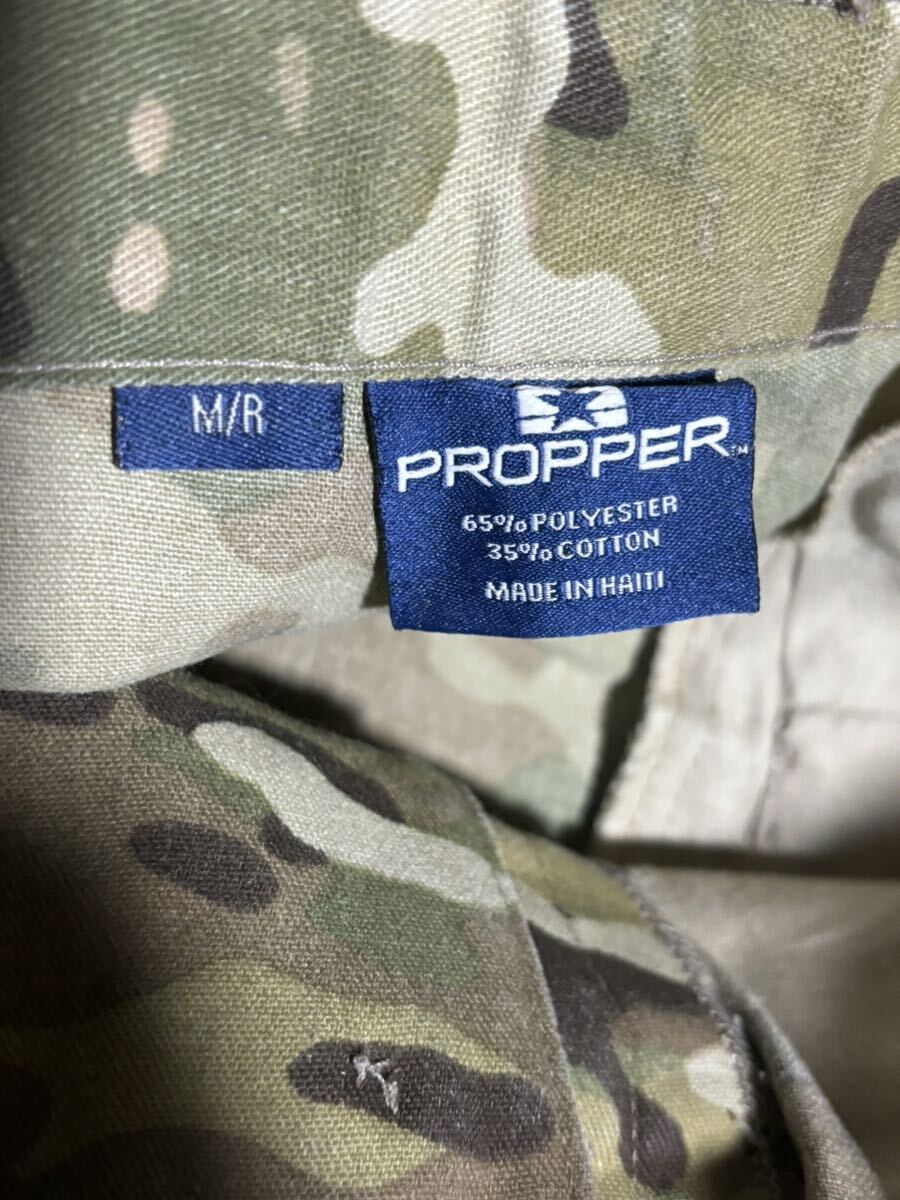 M/R
PROPPER™
65% POLYESTER
35% COTTON
MADE IN HAITI